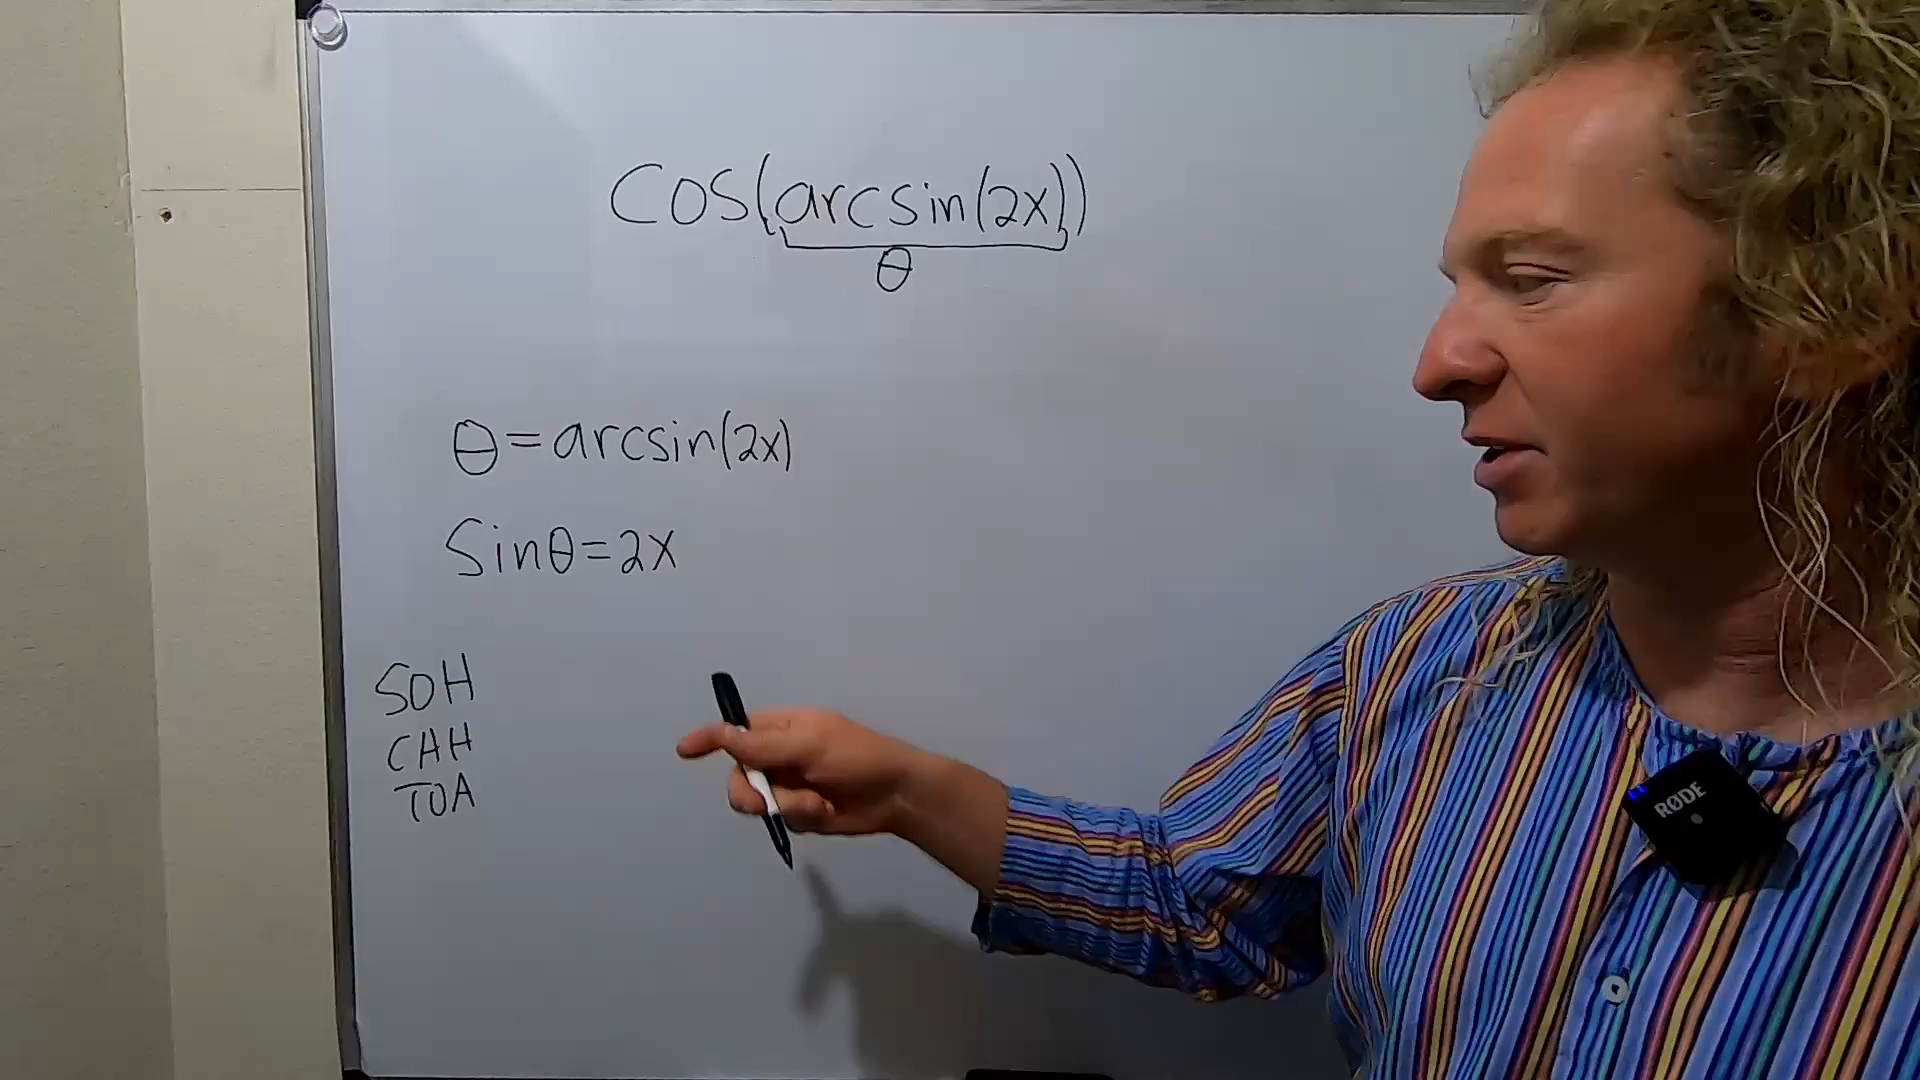 COS(arcsin(2x))
θ
θ=arcsin(2x)
Sinθ=2x
SOH
CAH
TOA
RØDE